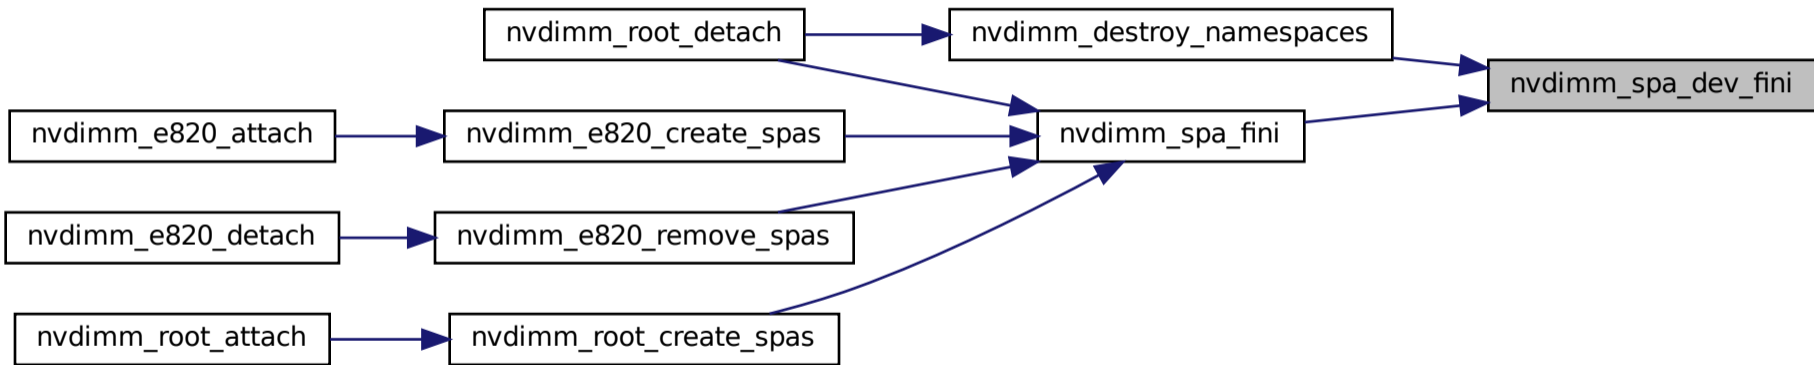 nvdimm_root_detach
nvdimm_destroy_namespaces
nvdimm_spa_dev_fini
nvdimm_e820_attach
nvdimm_e820_create_spas
nvdimm_spa_fini
nvdimm_e820_detach
nvdimm_e820_remove_spas
nvdimm_root_attach
nvdimm_root_create_spas